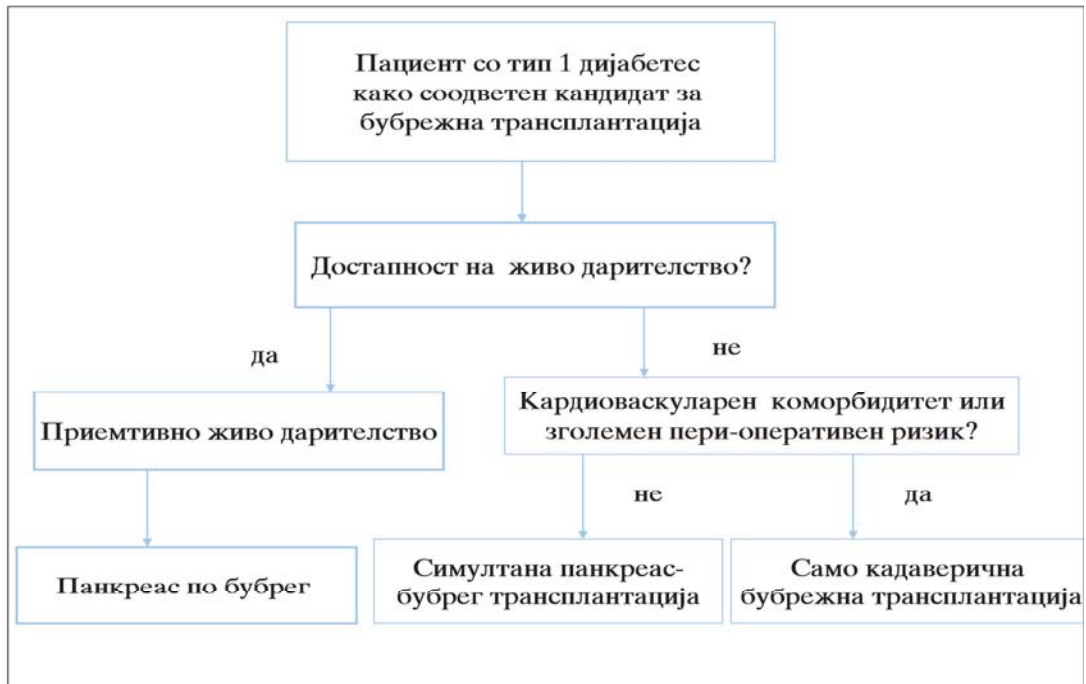 Пациент со тип 1 дијабетес
како соодветен кандидат за
бубрежна трансплантација
Достапност на живо дарителство?
да
не
Приемтивно живо дарителство
Кардиоваскуларен коморбидитет или
зголемен пери-оперативен ризик?
не
да
Панкреас по бубрег
Симултана панкреас-
бубрег трансплантација
Само кадаверична
бубрежна трансплантација